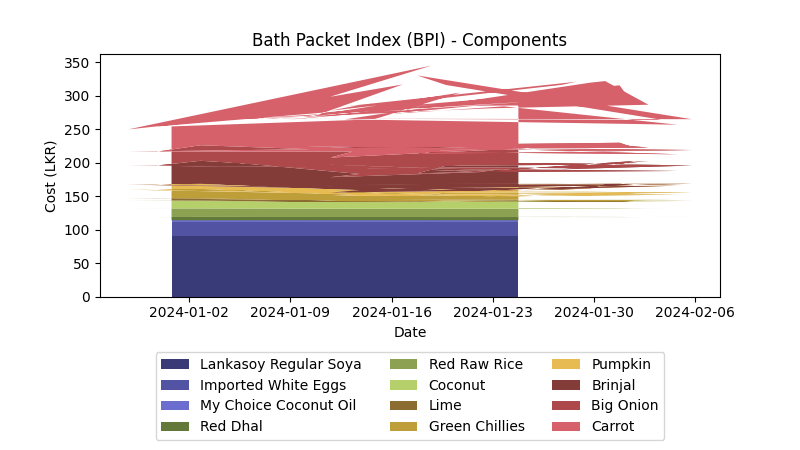 Bath Packet Index (BPI) - Components
350
300
250
200
150
100
50
0
Cost (LKR)
2024-01-02 2024-01-09 2024-01-16 2024-01-23 2024-01-30 2024-02-06
Date
Lankasoy Regular Soya Red Raw Rice Pumpkin
Imported White Eggs Coconut Brinjal
My Choice Coconut Oil Lime Big Onion
Red Dhal Green Chillies Carrot